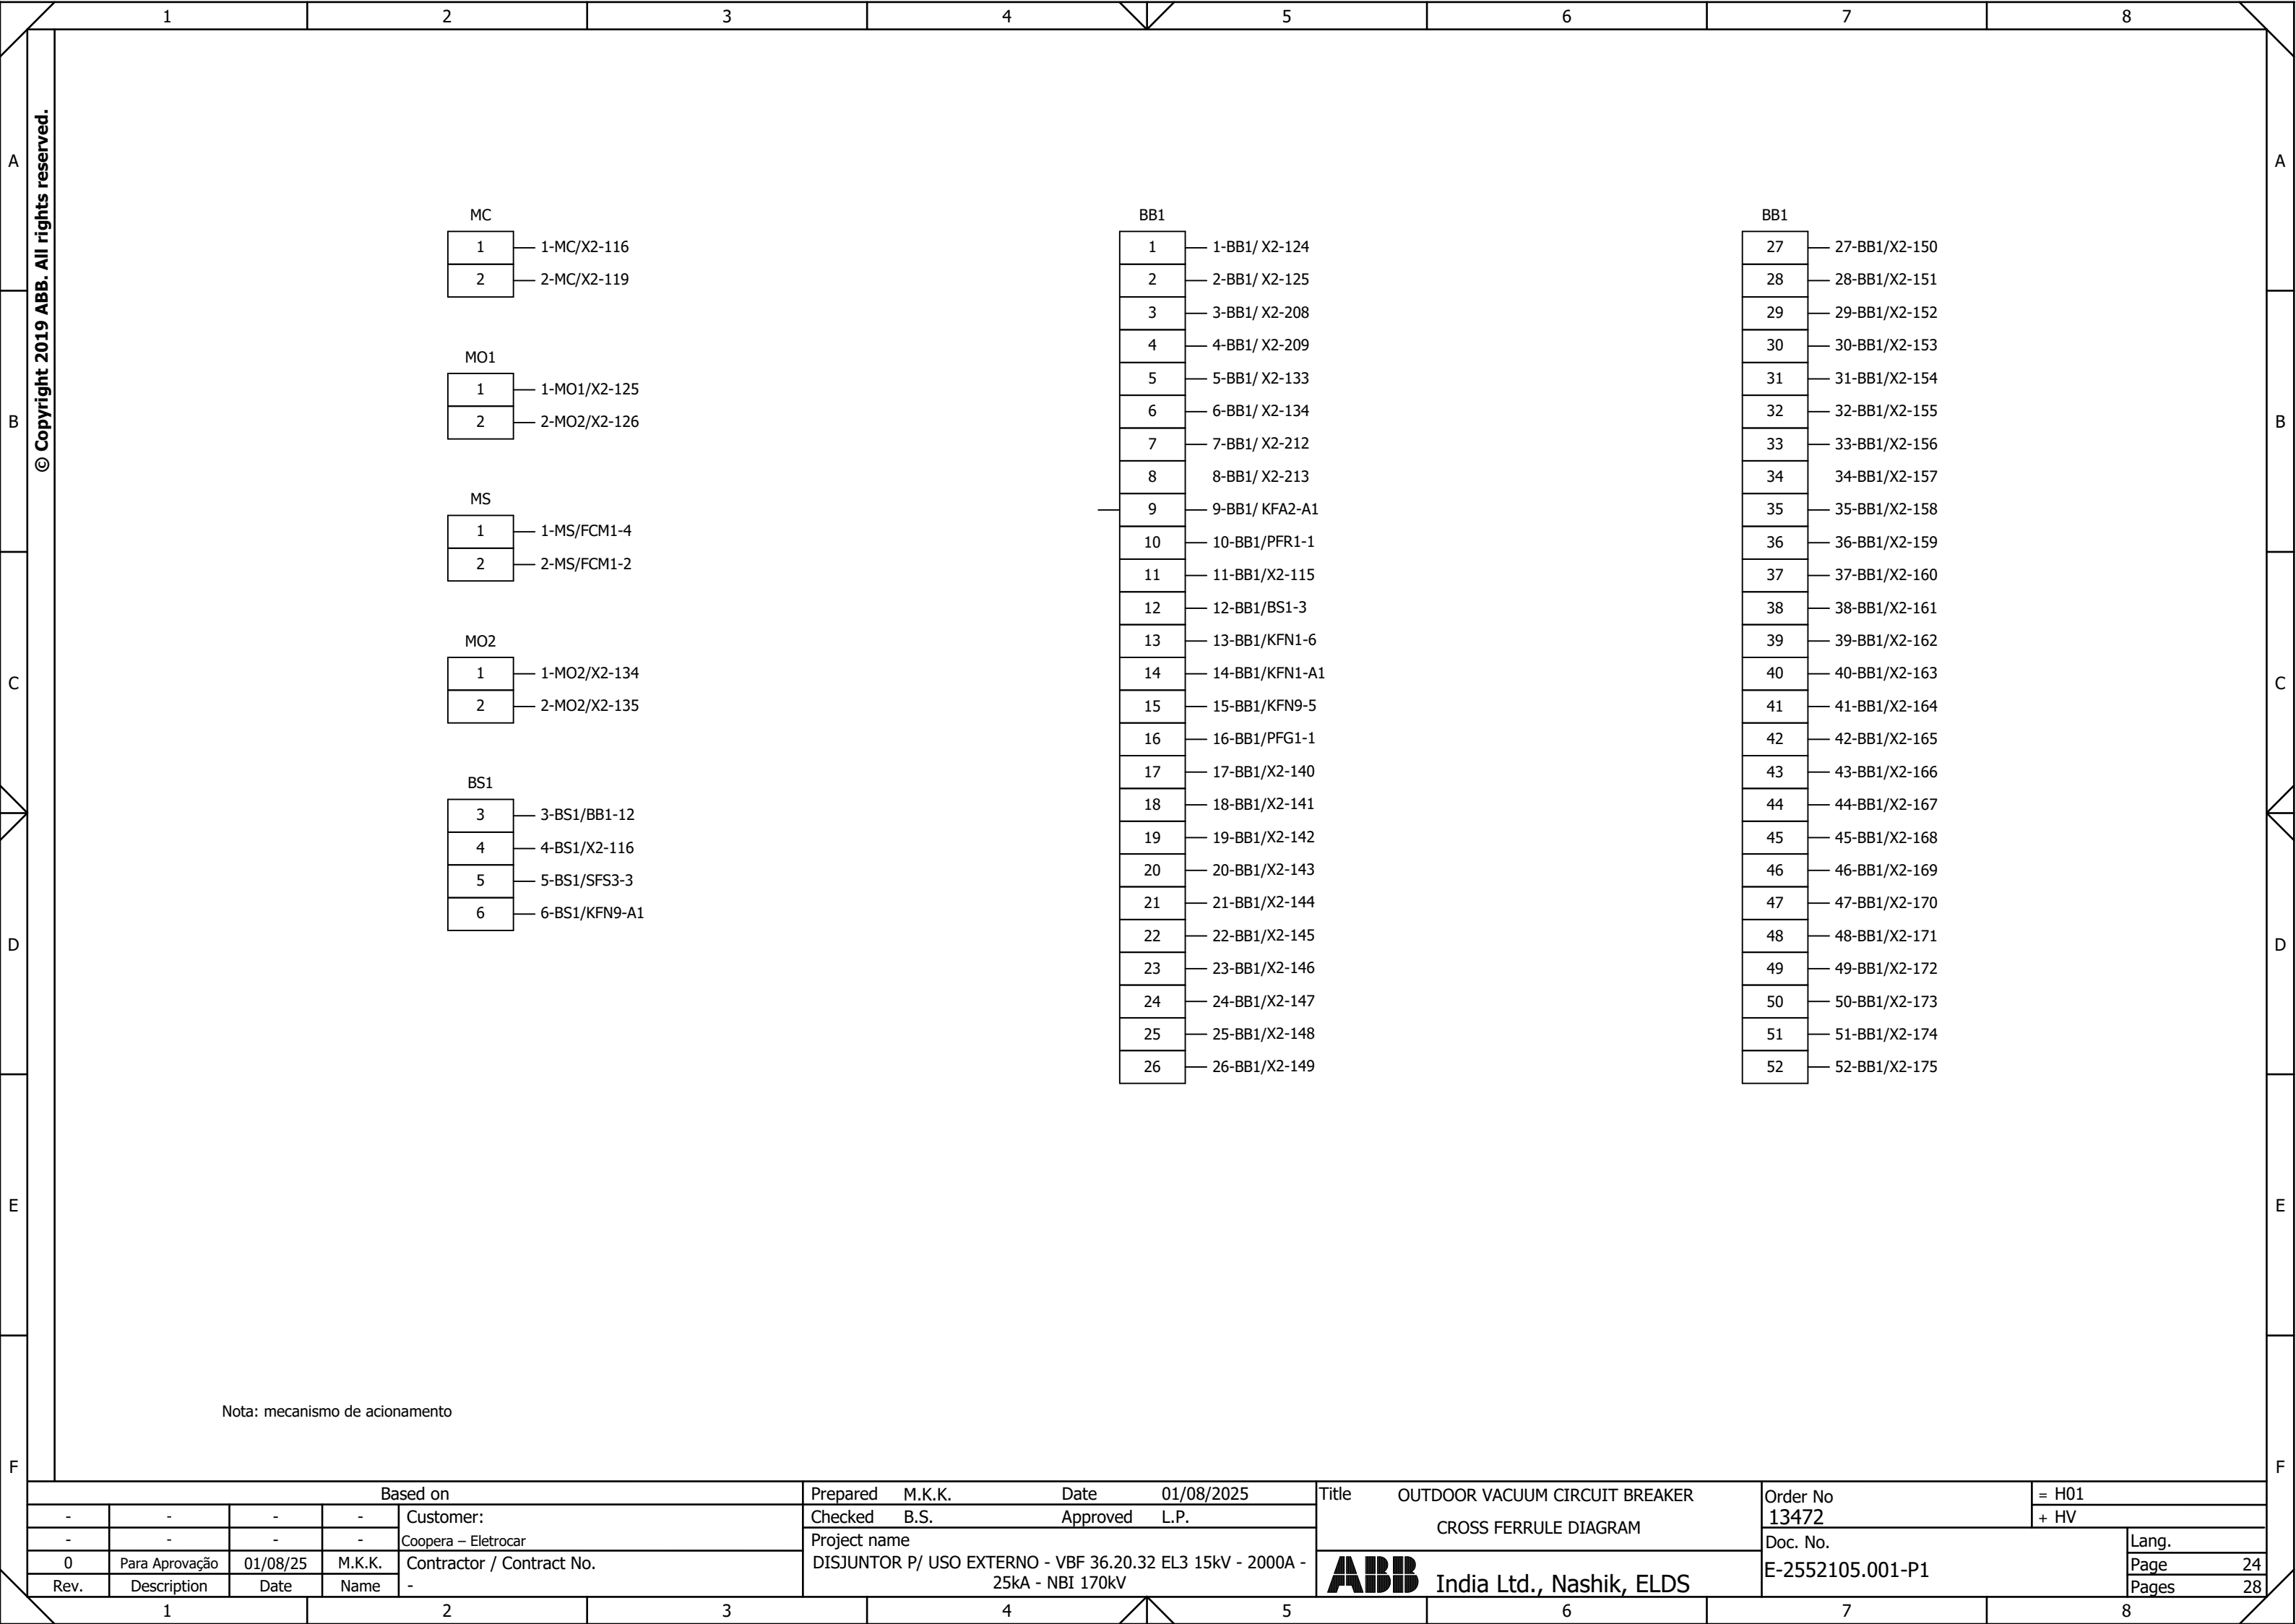 1 2 3 4 5 6 7 8
A
B
C
D
E
F
A
B
C
D
E
F
© Copyright 2019 ABB. All rights reserved.
MC
1 1-MC/X2-116
2 2-MC/X2-119
MO1
1 1-MO1/X2-125
2 2-MO2/X2-126
MS
1 1-MS/FCM1-4
2 2-MS/FCM1-2
MO2
1 1-MO2/X2-134
2 2-MO2/X2-135
BS1
3 3-BS1/BB1-12
4 4-BS1/X2-116
5 5-BS1/SFS3-3
6 6-BS1/KFN9-A1
BB1
1 1-BB1/ X2-124
2 2-BB1/ X2-125
3 3-BB1/ X2-208
4 4-BB1/ X2-209
5 5-BB1/ X2-133
6 6-BB1/ X2-134
7 7-BB1/ X2-212
8 8-BB1/ X2-213
9 9-BB1/ KFA2-A1
10 10-BB1/PFR1-1
11 11-BB1/X2-115
12 12-BB1/BS1-3
13 13-BB1/KFN1-6
14 14-BB1/KFN1-A1
15 15-BB1/KFN9-5
16 16-BB1/PFG1-1
17 17-BB1/X2-140
18 18-BB1/X2-141
19 19-BB1/X2-142
20 20-BB1/X2-143
21 21-BB1/X2-144
22 22-BB1/X2-145
23 23-BB1/X2-146
24 24-BB1/X2-147
25 25-BB1/X2-148
26 26-BB1/X2-149
BB1
27 27-BB1/X2-150
28 28-BB1/X2-151
29 29-BB1/X2-152
30 30-BB1/X2-153
31 31-BB1/X2-154
32 32-BB1/X2-155
33 33-BB1/X2-156
34 34-BB1/X2-157
35 35-BB1/X2-158
36 36-BB1/X2-159
37 37-BB1/X2-160
38 38-BB1/X2-161
39 39-BB1/X2-162
40 40-BB1/X2-163
41 41-BB1/X2-164
42 42-BB1/X2-165
43 43-BB1/X2-166
44 44-BB1/X2-167
45 45-BB1/X2-168
46 46-BB1/X2-169
47 47-BB1/X2-170
48 48-BB1/X2-171
49 49-BB1/X2-172
50 50-BB1/X2-173
51 51-BB1/X2-174
52 52-BB1/X2-175
Nota: mecanismo de acionamento
Based on
- - - - Customer:
- - - - Coopera – Eletrocar
0 Para Aprovação 01/08/25 M.K.K. Contractor / Contract No.
Rev. Description Date Name -
Prepared M.K.K. Date 01/08/2025
Checked B.S. Approved L.P.
Project name
DISJUNTOR P/ USO EXTERNO - VBF 36.20.32 EL3 15kV - 2000A -
25kA - NBI 170kV
Title OUTDOOR VACUUM CIRCUIT BREAKER
CROSS FERRULE DIAGRAM
ABB India Ltd., Nashik, ELDS
Order No
13472
= H01
+ HV
Doc. No.
E-2552105.001-P1
Lang.
Page 24
Pages 28
1 2 3 4 5 6 7 8